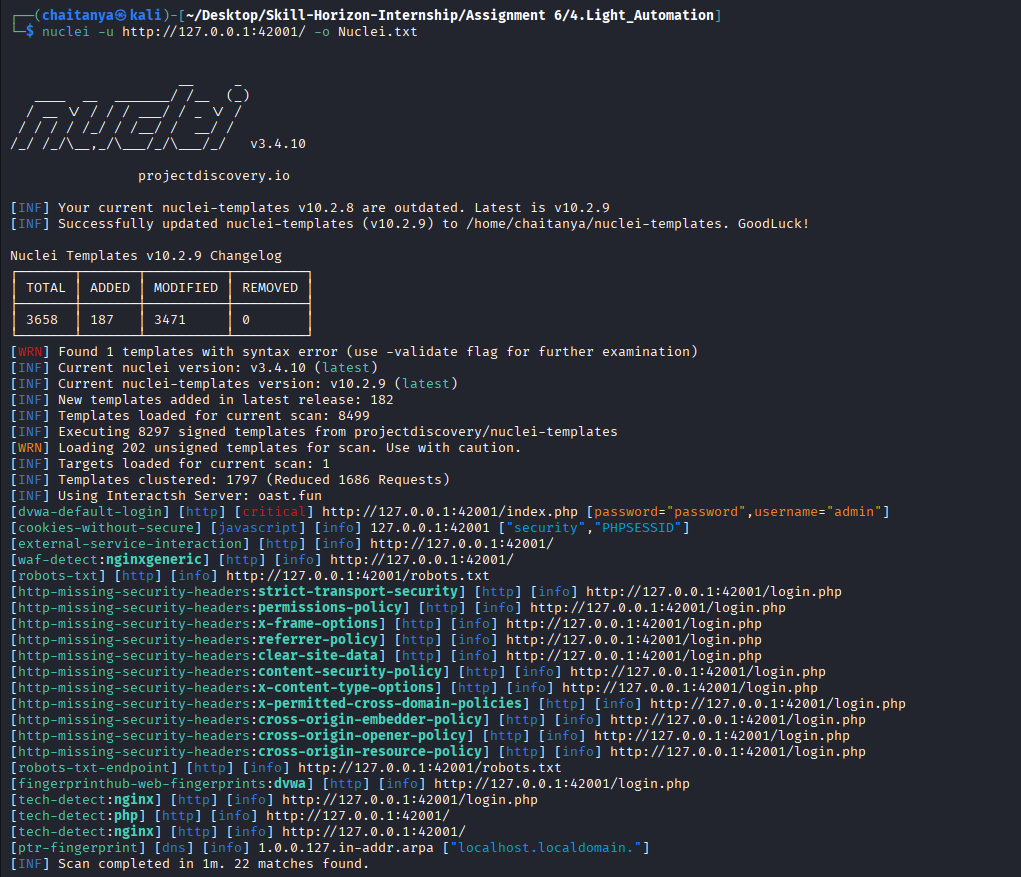 ┌──(chaitanya㉿kali)-[~/Desktop/Skill-Horizon-Internship/Assignment 6/4.Light_Automation]
└─$ nuclei -u http://127.0.0.1:42001/ -o Nuclei.txt
nuclei v3.4.10
projectdiscovery.io
[INF] Your current nuclei-templates v10.2.8 are outdated. Latest is v10.2.9
[INF] Successfully updated nuclei-templates (v10.2.9) to /home/chaitanya/nuclei-templates. GoodLuck!
Nuclei Templates v10.2.9 Changelog
TOTAL │ ADDED │ MODIFIED │ REMOVED
3658 │ 187 │ 3471 │ 0
[WRN] Found 1 templates with syntax error (use -validate flag for further examination)
[INF] Current nuclei version: v3.4.10 (latest)
[INF] Current nuclei-templates version: v10.2.9 (latest)
[INF] New templates added in latest release: 182
[INF] Templates loaded for current scan: 8499
[INF] Executing 8297 signed templates from projectdiscovery/nuclei-templates
[WRN] Loading 202 unsigned templates for scan. Use with caution.
[INF] Targets loaded for current scan: 1
[INF] Templates clustered: 1797 (Reduced 1686 Requests)
[INF] Using Interactsh Server: oast.fun
[dvwa-default-login] [http] [critical] http://127.0.0.1:42001/index.php [password="password",username="admin"]
[cookies-without-secure] [javascript] [info] 127.0.0.1:42001 ["security","PHPSESSID"]
[external-service-interaction] [http] [info] http://127.0.0.1:42001/
[waf-detect:nginxgeneric] [http] [info] http://127.0.0.1:42001/
[robots-txt] [http] [info] http://127.0.0.1:42001/robots.txt
[http-missing-security-headers:strict-transport-security] [http] [info] http://127.0.0.1:42001/login.php
[http-missing-security-headers:permissions-policy] [http] [info] http://127.0.0.1:42001/login.php
[http-missing-security-headers:x-frame-options] [http] [info] http://127.0.0.1:42001/login.php
[http-missing-security-headers:referrer-policy] [http] [info] http://127.0.0.1:42001/login.php
[http-missing-security-headers:clear-site-data] [http] [info] http://127.0.0.1:42001/login.php
[http-missing-security-headers:content-security-policy] [http] [info] http://127.0.0.1:42001/login.php
[http-missing-security-headers:x-content-type-options] [http] [info] http://127.0.0.1:42001/login.php
[http-missing-security-headers:x-permitted-cross-domain-policies] [http] [info] http://127.0.0.1:42001/login.php
[http-missing-security-headers:cross-origin-embedder-policy] [http] [info] http://127.0.0.1:42001/login.php
[http-missing-security-headers:cross-origin-opener-policy] [http] [info] http://127.0.0.1:42001/login.php
[http-missing-security-headers:cross-origin-resource-policy] [http] [info] http://127.0.0.1:42001/login.php
[robots-txt-endpoint] [http] [info] http://127.0.0.1:42001/robots.txt
[fingerprinthub-web-fingerprints:dvwa] [http] [info] http://127.0.0.1:42001/login.php
[tech-detect:nginx] [http] [info] http://127.0.0.1:42001/login.php
[tech-detect:php] [http] [info] http://127.0.0.1:42001/
[tech-detect:nginx] [http] [info] http://127.0.0.1:42001/
[ptr-fingerprint] [dns] [info] 1.0.0.127.in-addr.arpa ["localhost.localdomain."]
[INF] Scan completed in 1m. 22 matches found.